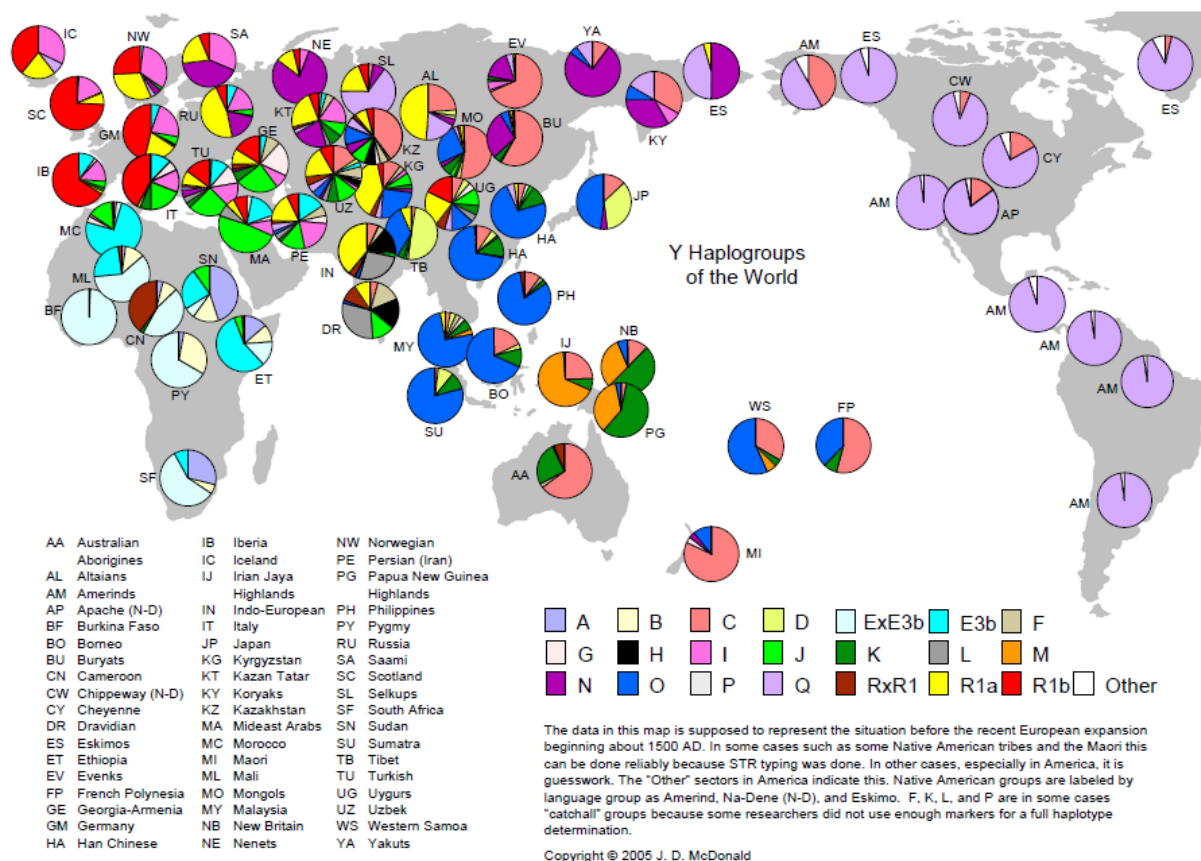 IC
NW
SA
NE
SL
AL
EV
YA
ES
AM
ES
CW
ES
SC
RU
KT
MO
BU
KY
CY
GM
GE
KZ
IB
TU
KG
UG
JP
AM
AP
IT
UZ
HA
MC
MA
PE
TB
HA
Y Haplogroups
of the World
ML
SN
IN
PH
AM
BF
CN
DR
NB
AM
PY
ET
MY
BO
IJ
AM
SU
PG
WS
FP
SF
AA
AM
MI
AA Australian IB Iberia NW Norwegian
Aborigines IC Iceland PE Persian (Iran)
AL Altaians IJ Irian Jaya PG Papua New Guinea
AM Amerinds Highlands Highlands
AP Apache (N-D) IN Indo-European PH Philippines
BF Burkina Faso IT Italy PY Pygmy
BO Borneo JP Japan RU Russia
BU Buryats KG Kyrgyzstan SA Saami
CN Cameroon KT Kazan Tatar SC Scotland
CW Chippeway (N-D) KY Koryaks SL Selkups
CY Cheyenne KZ Kazakhstan SF South Africa
DR Dravidian MA Mideast Arabs SN Sudan
ES Eskimos MC Morocco SU Sumatra
ET Ethiopia MI Maori TB Tibet
EV Evenks ML Mali TU Turkish
FP French Polynesia MO Mongols UG Uygurs
GE Georgia-Armenia MY Malaysia UZ Uzbek
GM Germany NB New Britain WS Western Samoa
HA Han Chinese NE Nenets YA Yakuts
A B C D ExE3b E3b F
G H I J K L M
N O P Q RxR1 R1a R1b Other
The data in this map is supposed to represent the situation before the recent European expansion
beginning about 1500 AD. In some cases such as some Native American tribes and the Maori this
can be done reliably because STR typing was done. In other cases, especially in America, it is
guesswork. The "Other" sectors in America indicate this. Native American groups are labeled by
language group as Amerind, Na-Dene (N-D), and Eskimo. F, K, L, and P are in some cases
"catchall" groups because some researchers did not use enough markers for a full haplotype
determination.
Copyright © 2005 J. D. McDonald